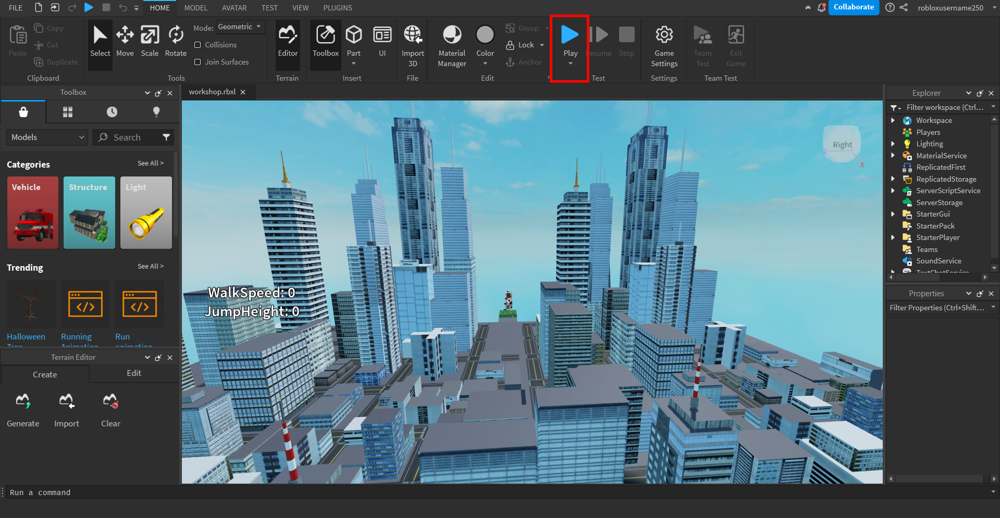 FILE HOME MODEL AVATAR TEST VIEW PLUGINS Collaborate robloxusername250
Paste Copy Cut Duplicate
Clipboard
Select Move Scale Rotate
Mode: Geometric
Collisions
Join Surfaces
Tools
Editor
Terrain
Toolbox Part UI
Insert
Import 3D
File
Material Manager Color
Group
Lock
Anchor
Edit
Play Stop
Test
Game Settings
Settings
Team Test Exit Game
Team Test
Toolbox
Models Search
Categories See All >
Vehicle Structure Light
Trending See All >
Halloween Running Run
Terrain Editor
Create Edit
Generate Import Clear
workshop.rbxl
WalkSpeed: 0
JumpHeight: 0
Right
Z X
Explorer
Filter workspace (Ctrl...
Workspace
Players
Lighting
MaterialService
ReplicatedFirst
ReplicatedStorage
ServerScriptService
ServerStorage
StarterGui
StarterPack
StarterPlayer
Teams
SoundService
TextChatService
Properties
Filter Properties (Ctrl+Shift...
Run a command